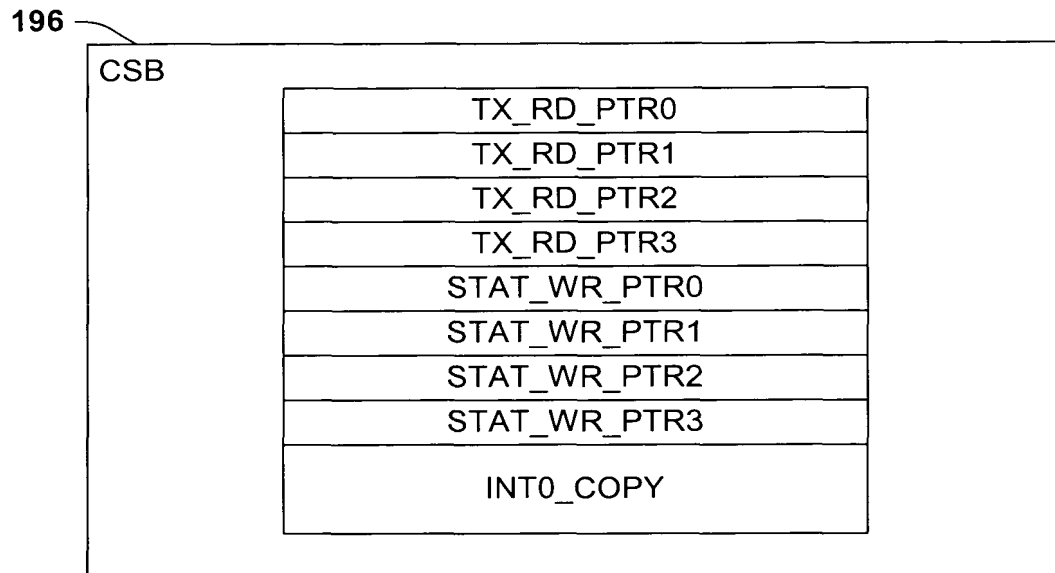 196
CSB
TX_RD_PTR0
TX_RD_PTR1
TX_RD_PTR2
TX_RD_PTR3
STAT_WR_PTR0
STAT_WR_PTR1
STAT_WR_PTR2
STAT_WR_PTR3
INT0_COPY